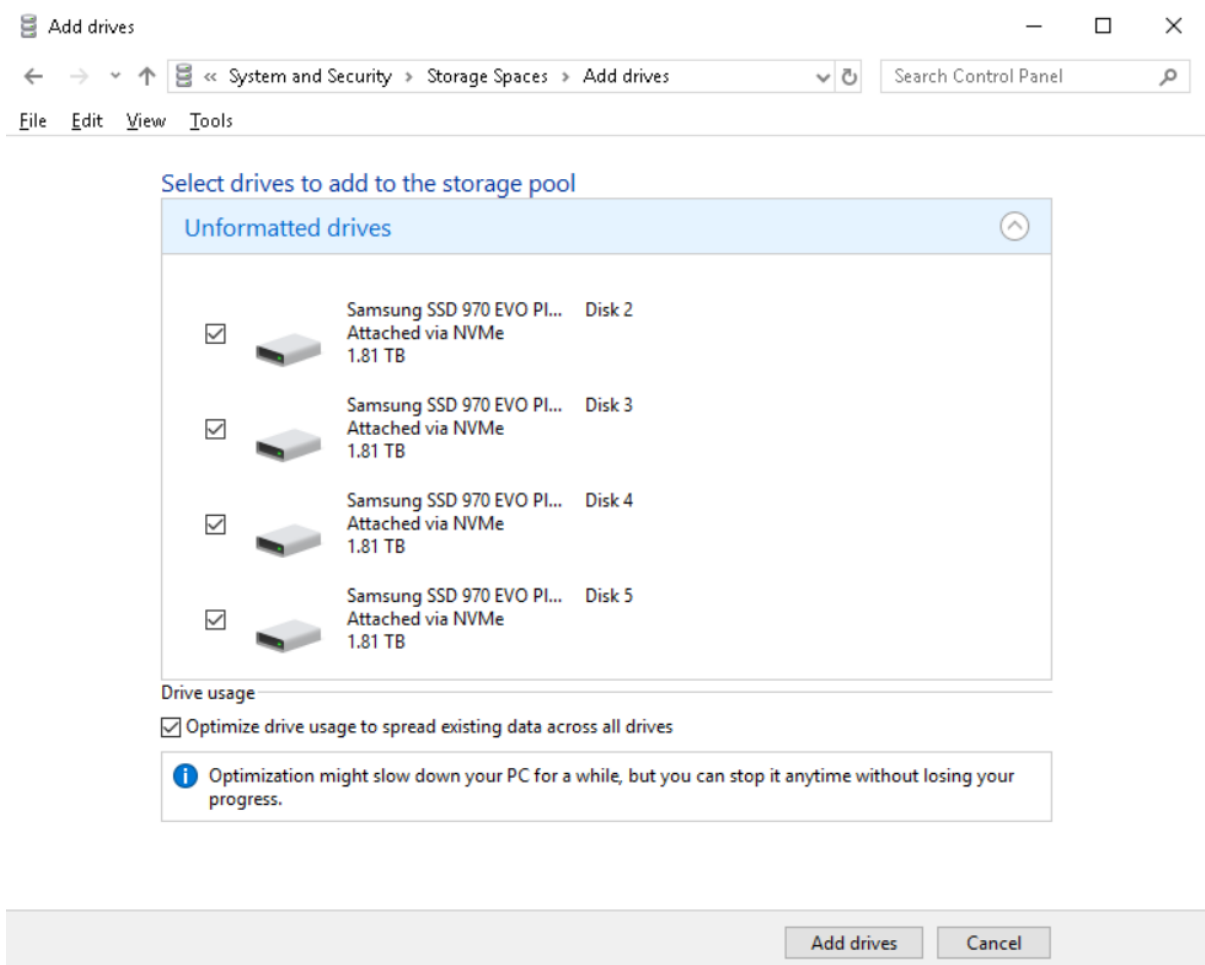 Add drives
« System and Security › Storage Spaces › Add drives
Search Control Panel
File Edit View Tools
Select drives to add to the storage pool
Unformatted drives
Samsung SSD 970 EVO Pl... Disk 2
Attached via NVMe
1.81 TB
Samsung SSD 970 EVO Pl... Disk 3
Attached via NVMe
1.81 TB
Samsung SSD 970 EVO Pl... Disk 4
Attached via NVMe
1.81 TB
Samsung SSD 970 EVO Pl... Disk 5
Attached via NVMe
1.81 TB
Drive usage
Optimize drive usage to spread existing data across all drives
Optimization might slow down your PC for a while, but you can stop it anytime without losing your
progress.
Add drives Cancel